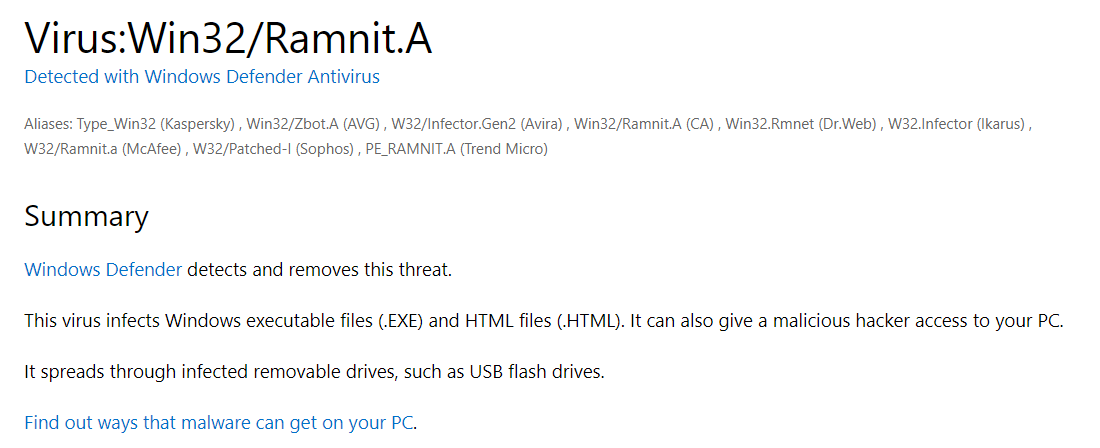 Virus:Win32/Ramnit.A
Detected with Windows Defender Antivirus
Aliases: Type_Win32 (Kaspersky) , Win32/Zbot.A (AVG) , W32/Infector.Gen2 (Avira) , Win32/Ramnit.A (CA) , Win32.Rmnet (Dr.Web) , W32.Infector (Ikarus) ,
W32/Ramnit.a (McAfee) , W32/Patched-I (Sophos) , PE_RAMNIT.A (Trend Micro)
Summary
Windows Defender detects and removes this threat.
This virus infects Windows executable files (.EXE) and HTML files (.HTML). It can also give a malicious hacker access to your PC.
It spreads through infected removable drives, such as USB flash drives.
Find out ways that malware can get on your PC.